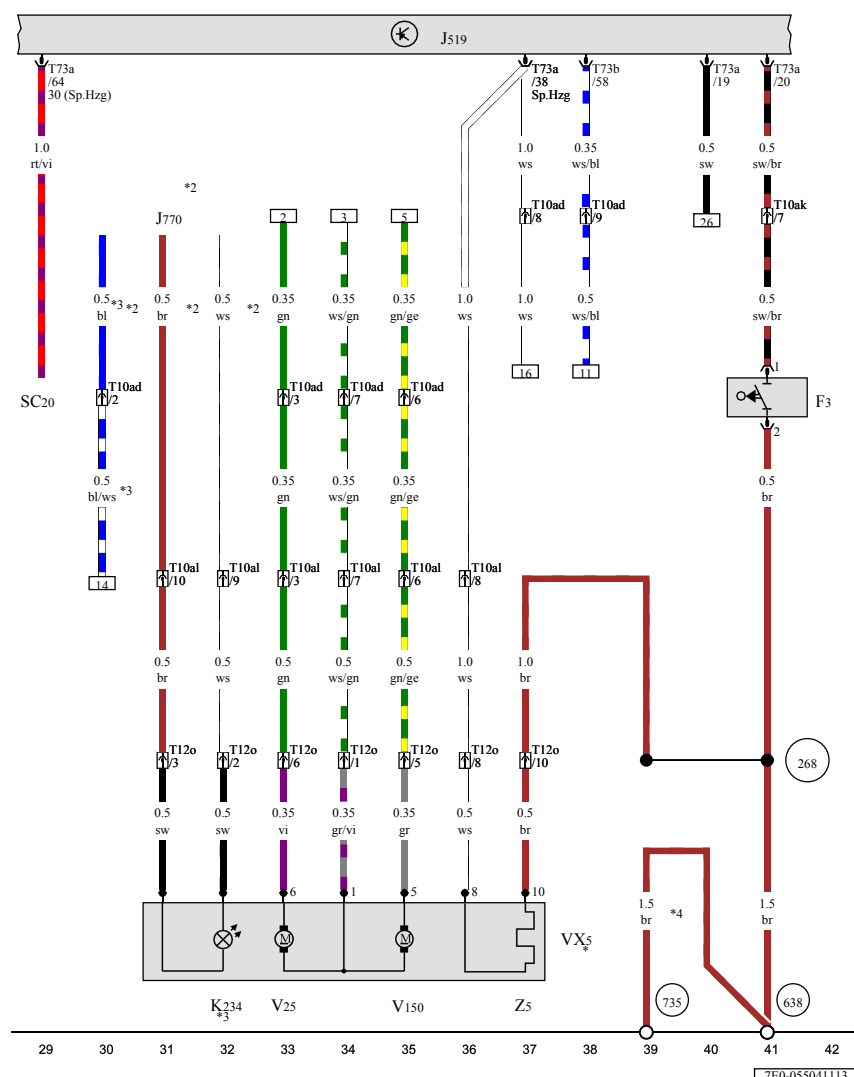 J519
T73a
/64
30 (Sp.Hzg)
T73a
/38
Sp.Hzg
T73b
/58
T73a
/19
T73a
/20
1.0
rt/vi
1.0
ws
0.35
ws/bl
0.5
sw
0.5
sw/br
*2
J770
2
3
5
T10ad
/8
T10ad
/9
26
T10ak
/7
0.5
bl
*3
*2
0.5
br
*2
0.5
ws
*2
0.35
gn
0.35
ws/gn
0.35
gn/ge
1.0
ws
1.0
ws
0.5
ws/bl
0.5
sw/br
16
11
1
SC20
T10ad
/2
T10ad
/3
T10ad
/7
T10ad
/6
F3
2
0.5
bl/ws
*3
0.35
gn
0.35
ws/gn
0.35
gn/ge
0.5
br
14
T10al
/10
T10al
/9
T10al
/3
T10al
/7
T10al
/6
T10al
/8
0.5
br
0.5
ws
0.5
gn
0.5
ws/gn
0.5
gn/ge
1.0
ws
1.0
br
T12o
/3
T12o
/2
T12o
/6
T12o
/1
T12o
/5
T12o
/8
T12o
/10
268
0.5
sw
0.5
sw
0.35
vi
0.35
gr/vi
0.35
gr
0.5
ws
0.5
br
6
1
5
8
10
1.5
br
*4
1.5
br
M
M
VX5
*
K234
*3
V25
V150
Z5
735
638
29
30
31
32
33
34
35
36
37
38
39
40
41
42
7E0-055041113